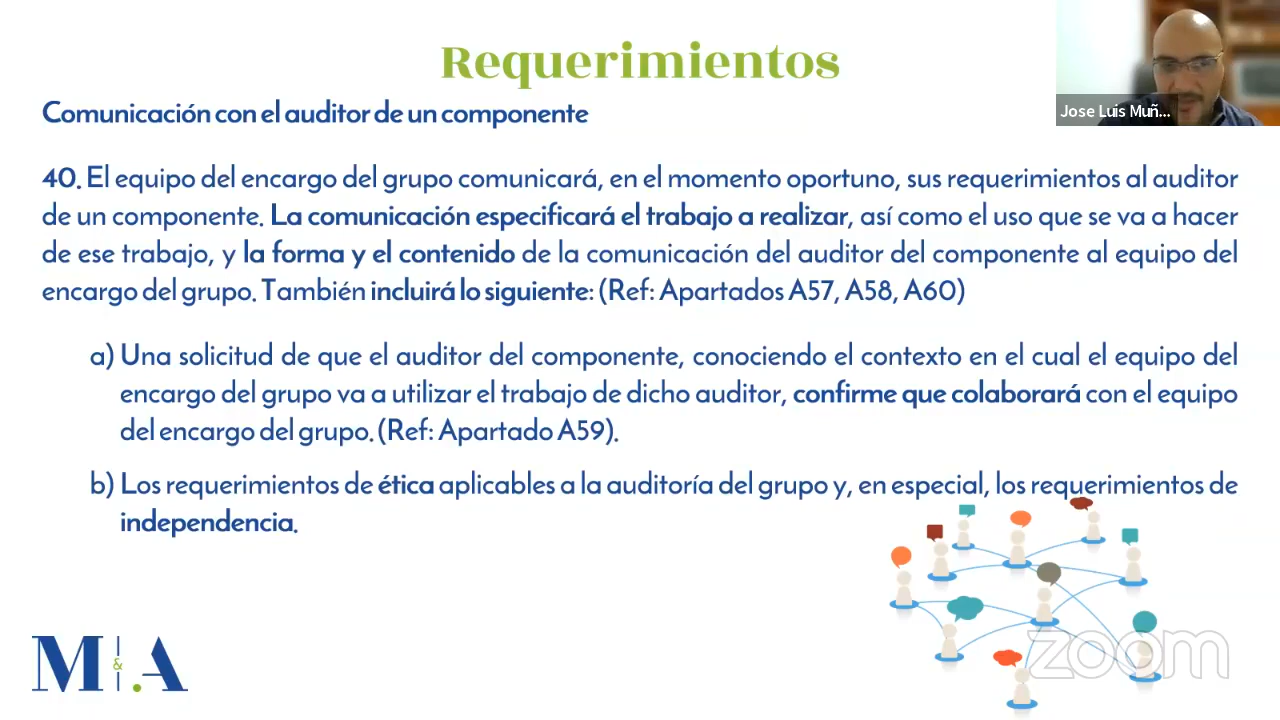 Requerimientos
Jose Luis Muñ...
Comunicación con el auditor de un componente
40. El equipo del encargo del grupo comunicará, en el momento oportuno, sus requerimientos al auditor
de un componente. La comunicación especificará el trabajo a realizar, así como el uso que se va a hacer
de ese trabajo, y la forma y el contenido de la comunicación del auditor del componente al equipo del
encargo del grupo. También incluirá lo siguiente: (Ref: Apartados A57, A58, A60)
a) Una solicitud de que el auditor del componente, conociendo el contexto en el cual el equipo del
encargo del grupo va a utilizar el trabajo de dicho auditor, confirme que colaborará con el equipo
del encargo del grupo. (Ref: Apartado A59).
b) Los requerimientos de ética aplicables a la auditoría del grupo y, en especial, los requerimientos de
independencia.
M&A
zoom